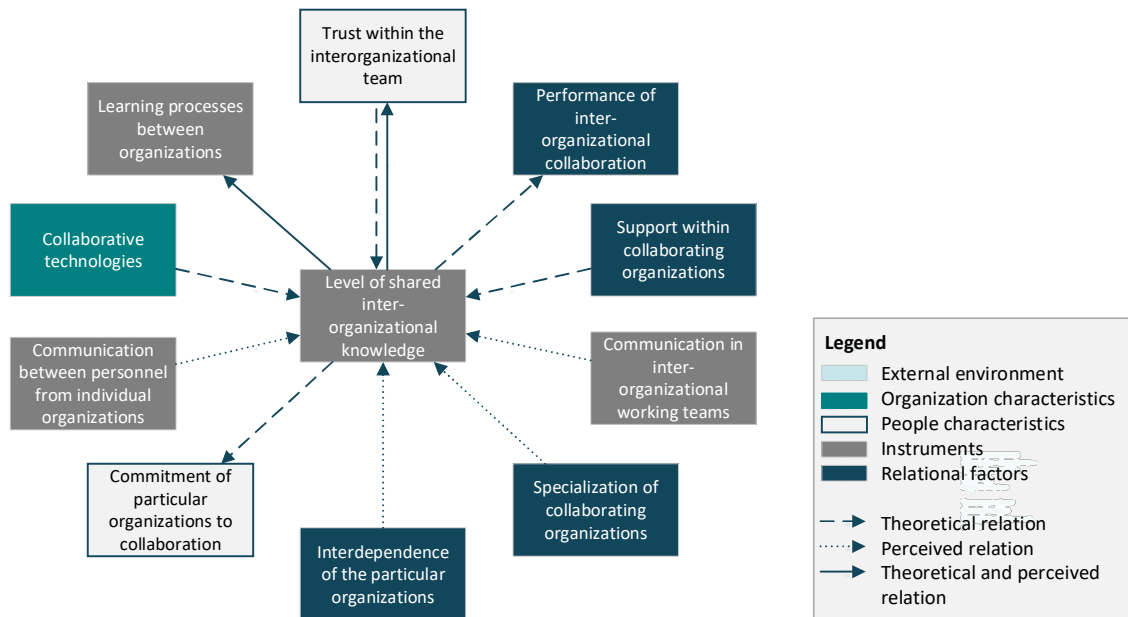 Trust within the
interorganizational
team
Learning processes
between
organizations
Performance of
inter-
organizational
collaboration
Collaborative
technologies
Support within
collaborating
organizations
Level of shared
inter-
organizational
knowledge
Communication
between personnel
from individual
organizations
Communication in
inter-
organizational
working teams
Commitment of
particular
organizations to
collaboration
Specialization of
collaborating
organizations
Interdependence
of the particular
organizations
Legend
External environment
Organization characteristics
People characteristics
Instruments
Relational factors
Theoretical relation
Perceived relation
Theoretical and perceived
relation